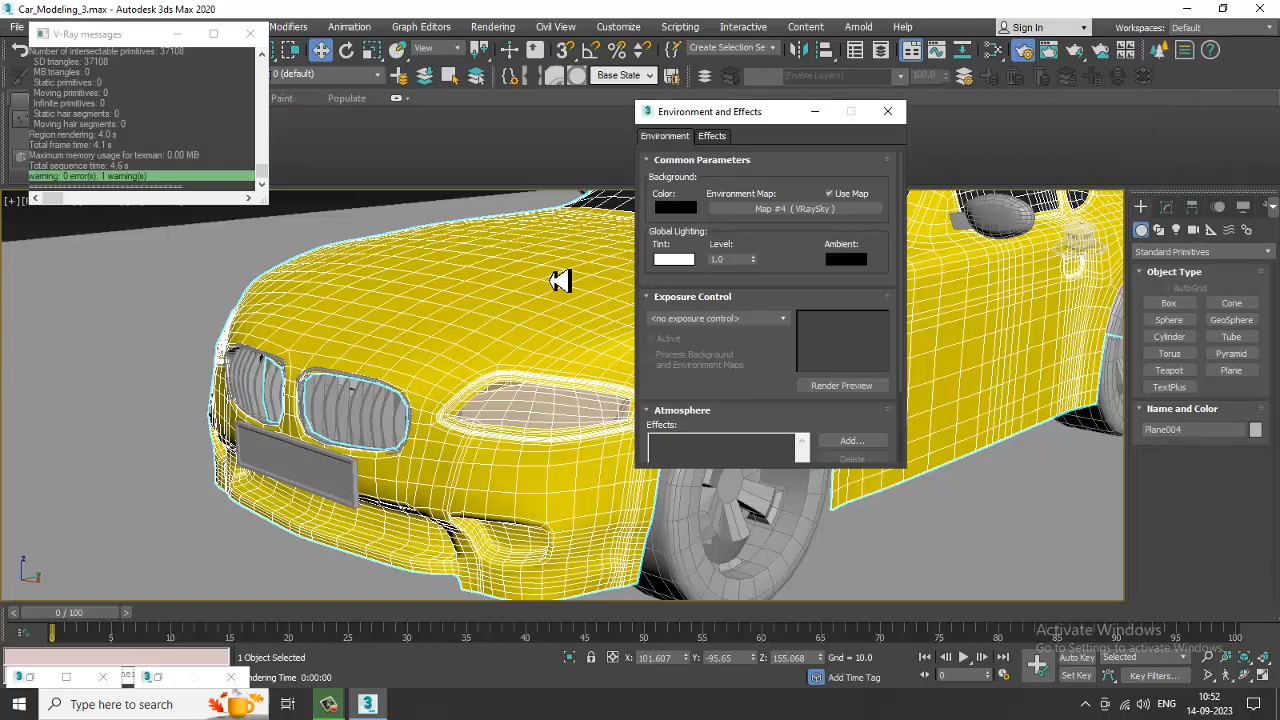 Car_Modeling_3.max - Autodesk 3ds Max 2020
File
Modifiers
Animation
Graph Editors
Rendering
Civil View
Customize
Scripting
Interactive
Content
Arnold
Help
Sign In
Workspaces: Default
V-Ray messages
Number of intersectable primitives: 37108
SD triangles: 37108
MB triangles: 0
Static primitives: 0
Moving primitives: 0
Infinite primitives: 0
Static hair segments: 0
Moving hair segments: 0
Region rendering: 4.0 s
Total frame time: 4.1 s
Maximum memory usage for texman: 0.00 MB
Total sequence time: 4.6 s
warning: 0 error(s), 1 warning(s)
==============================
View
Create Selection Se
0 (default)
Base State
[Enable Layers]
100.0
Paint
Populate
[+]
Environment and Effects
Environment
Effects
Common Parameters
Background:
Color:
Environment Map:
Use Map
Map #4 ( VRaySky )
Global Lighting:
Tint:
Level:
Ambient:
1.0
Exposure Control
<no exposure control>
Active
Process Background
and Environment Maps
Render Preview
Atmosphere
Effects:
Add...
Delete
Standard Primitives
Object Type
AutoGrid
Box
Cone
Sphere
GeoSphere
Cylinder
Tube
Torus
Pyramid
Teapot
Plane
TextPlus
Name and Color
Plane004
z
0 / 100
0 5 10 15 20 25 30 35 40 45 50 55 60 65 70 75 80 85 90 95 100
Activate Windows
Go to Settings to activate Windows.
1 Object Selected
X: 101.607
Y: -95.65
Z: 155.068
Grid = 10.0
Auto Key
Selected
Rendering Time 0:00:00
Add Time Tag
0
Set Key
Key Filters...
Type here to search
ENG
10:52
14-09-2023